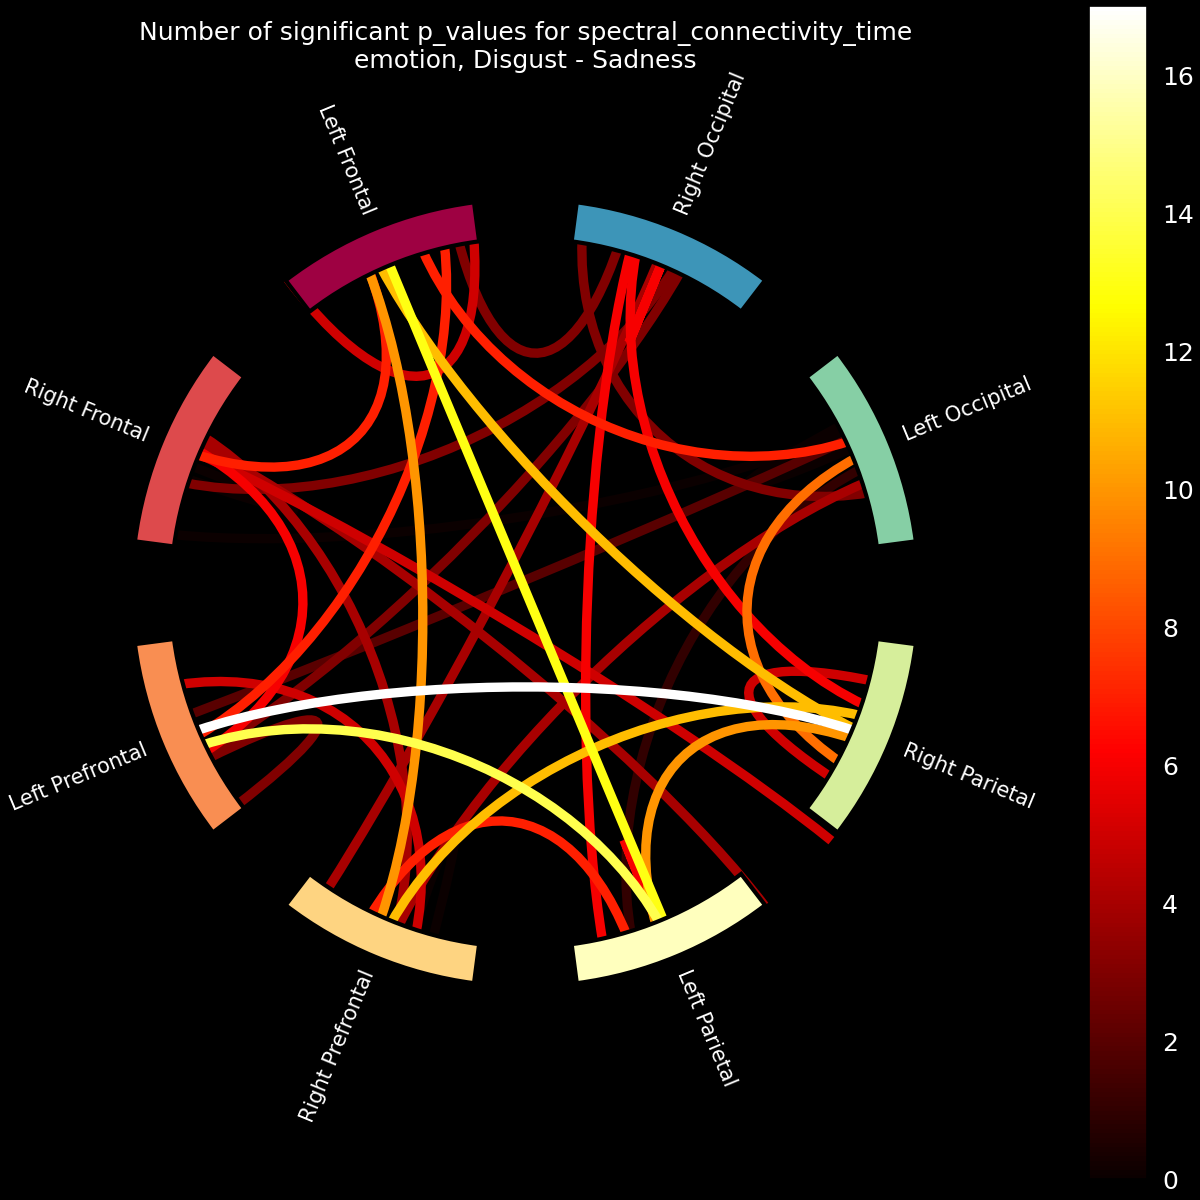 Number of significant p_values for spectral_connectivity_time
emotion, Disgust - Sadness
Left Frontal
Right Occipital
Right Frontal
Left Occipital
Left Prefrontal
Right Parietal
Right Prefrontal
Left Parietal
16
14
12
10
8
6
4
2
0